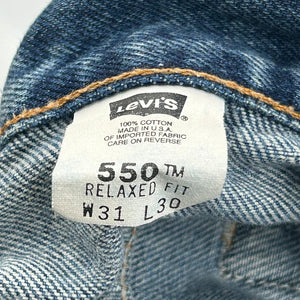 LEVI'S
100% COTTON
MADE IN U.S.A.
OF IMPORTED FABRIC
CARE ON REVERSE
550™
RELAXED FIT
W31 L30